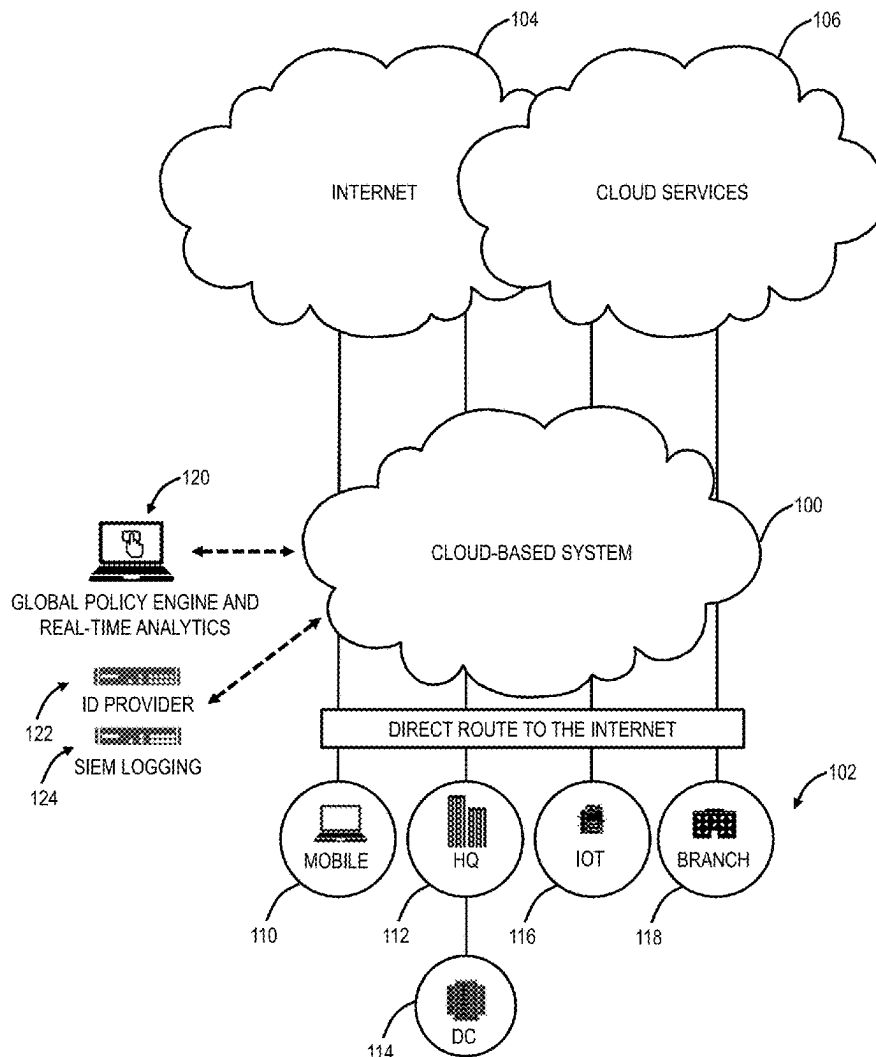 104
106
INTERNET
CLOUD SERVICES
120
100
CLOUD-BASED SYSTEM
GLOBAL POLICY ENGINE AND
REAL-TIME ANALYTICS
122
ID PROVIDER
DIRECT ROUTE TO THE INTERNET
124
SIEM LOGGING
102
MOBILE
HQ
IOT
BRANCH
110
112
116
118
114
DC